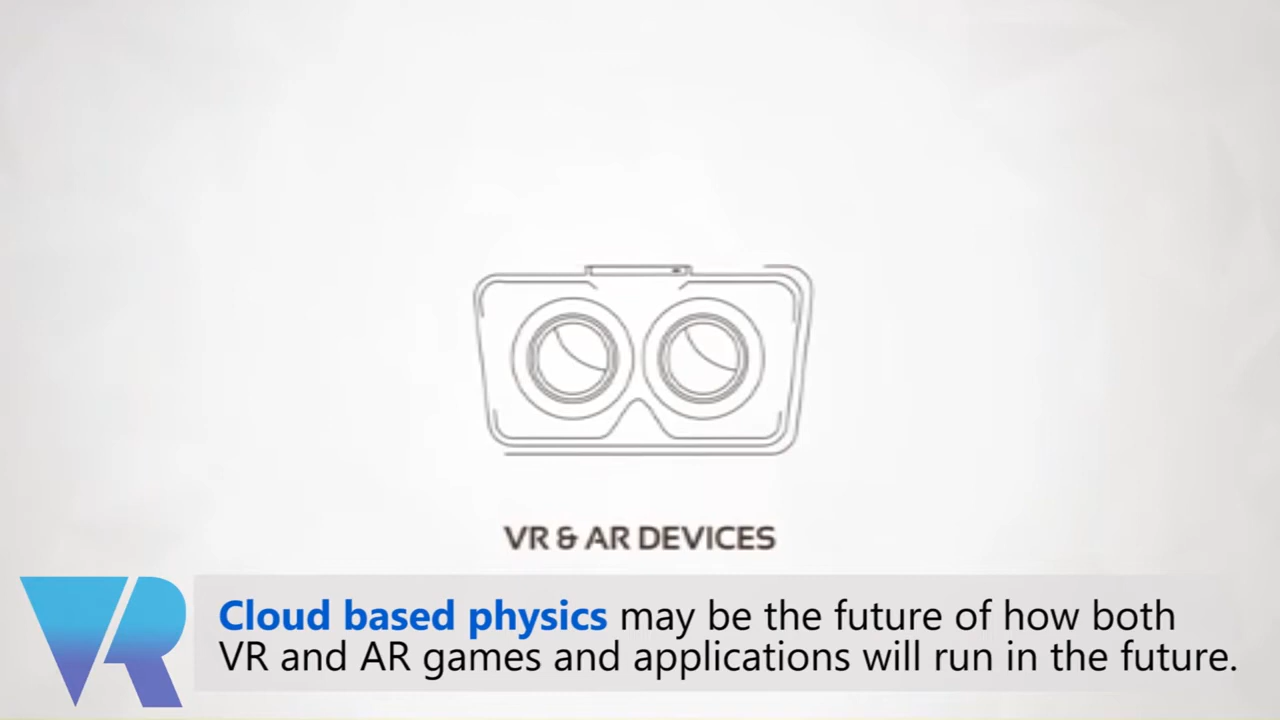 VR & AR DEVICES
VR
Cloud based physics may be the future of how both
VR and AR games and applications will run in the future.